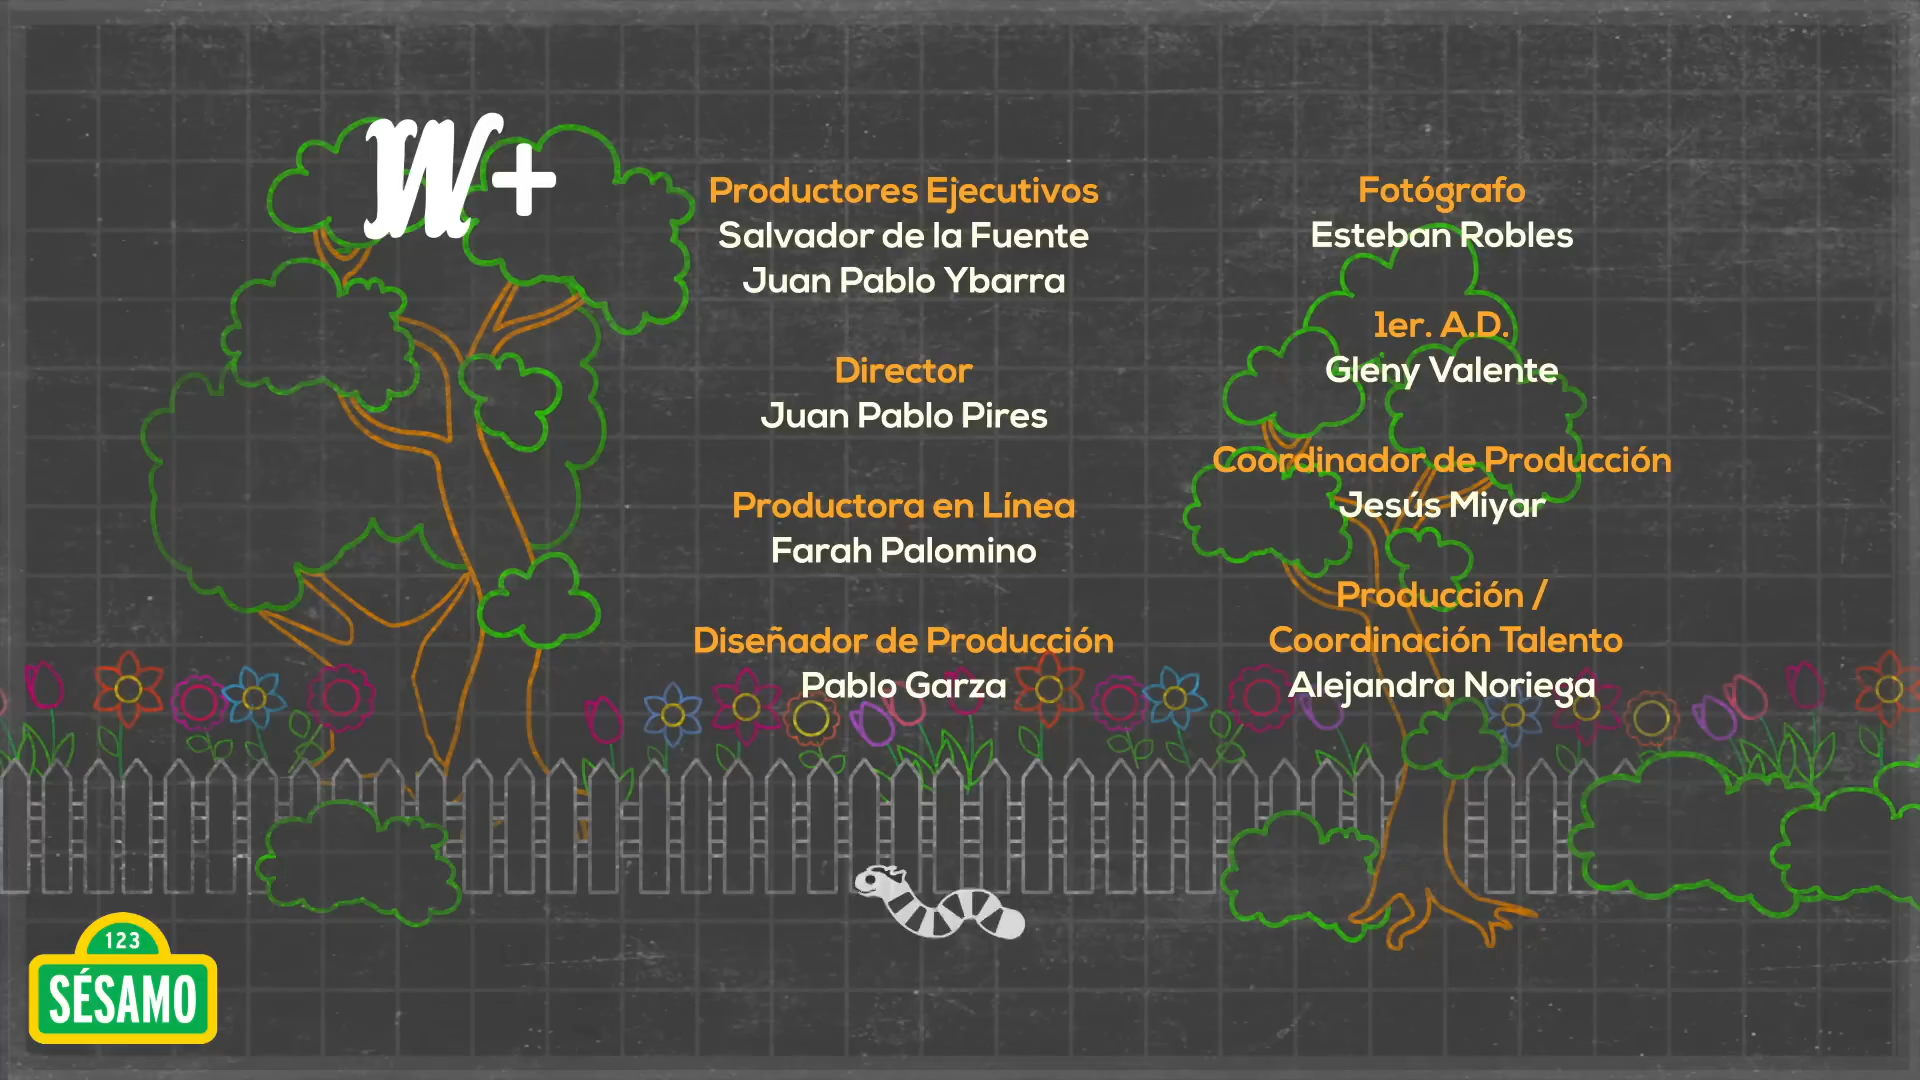 W+
Productores Ejecutivos
Salvador de la Fuente
Juan Pablo Ybarra
Director
Juan Pablo Pires
Productora en Línea
Farah Palomino
Diseñador de Producción
Pablo Garza
Fotógrafo
Esteban Robles
1er. A.D.
Gleny Valente
Coordinador de Producción
Jesús Miyar
Producción /
Coordinación Talento
Alejandra Noriega
123
SÉSAMO